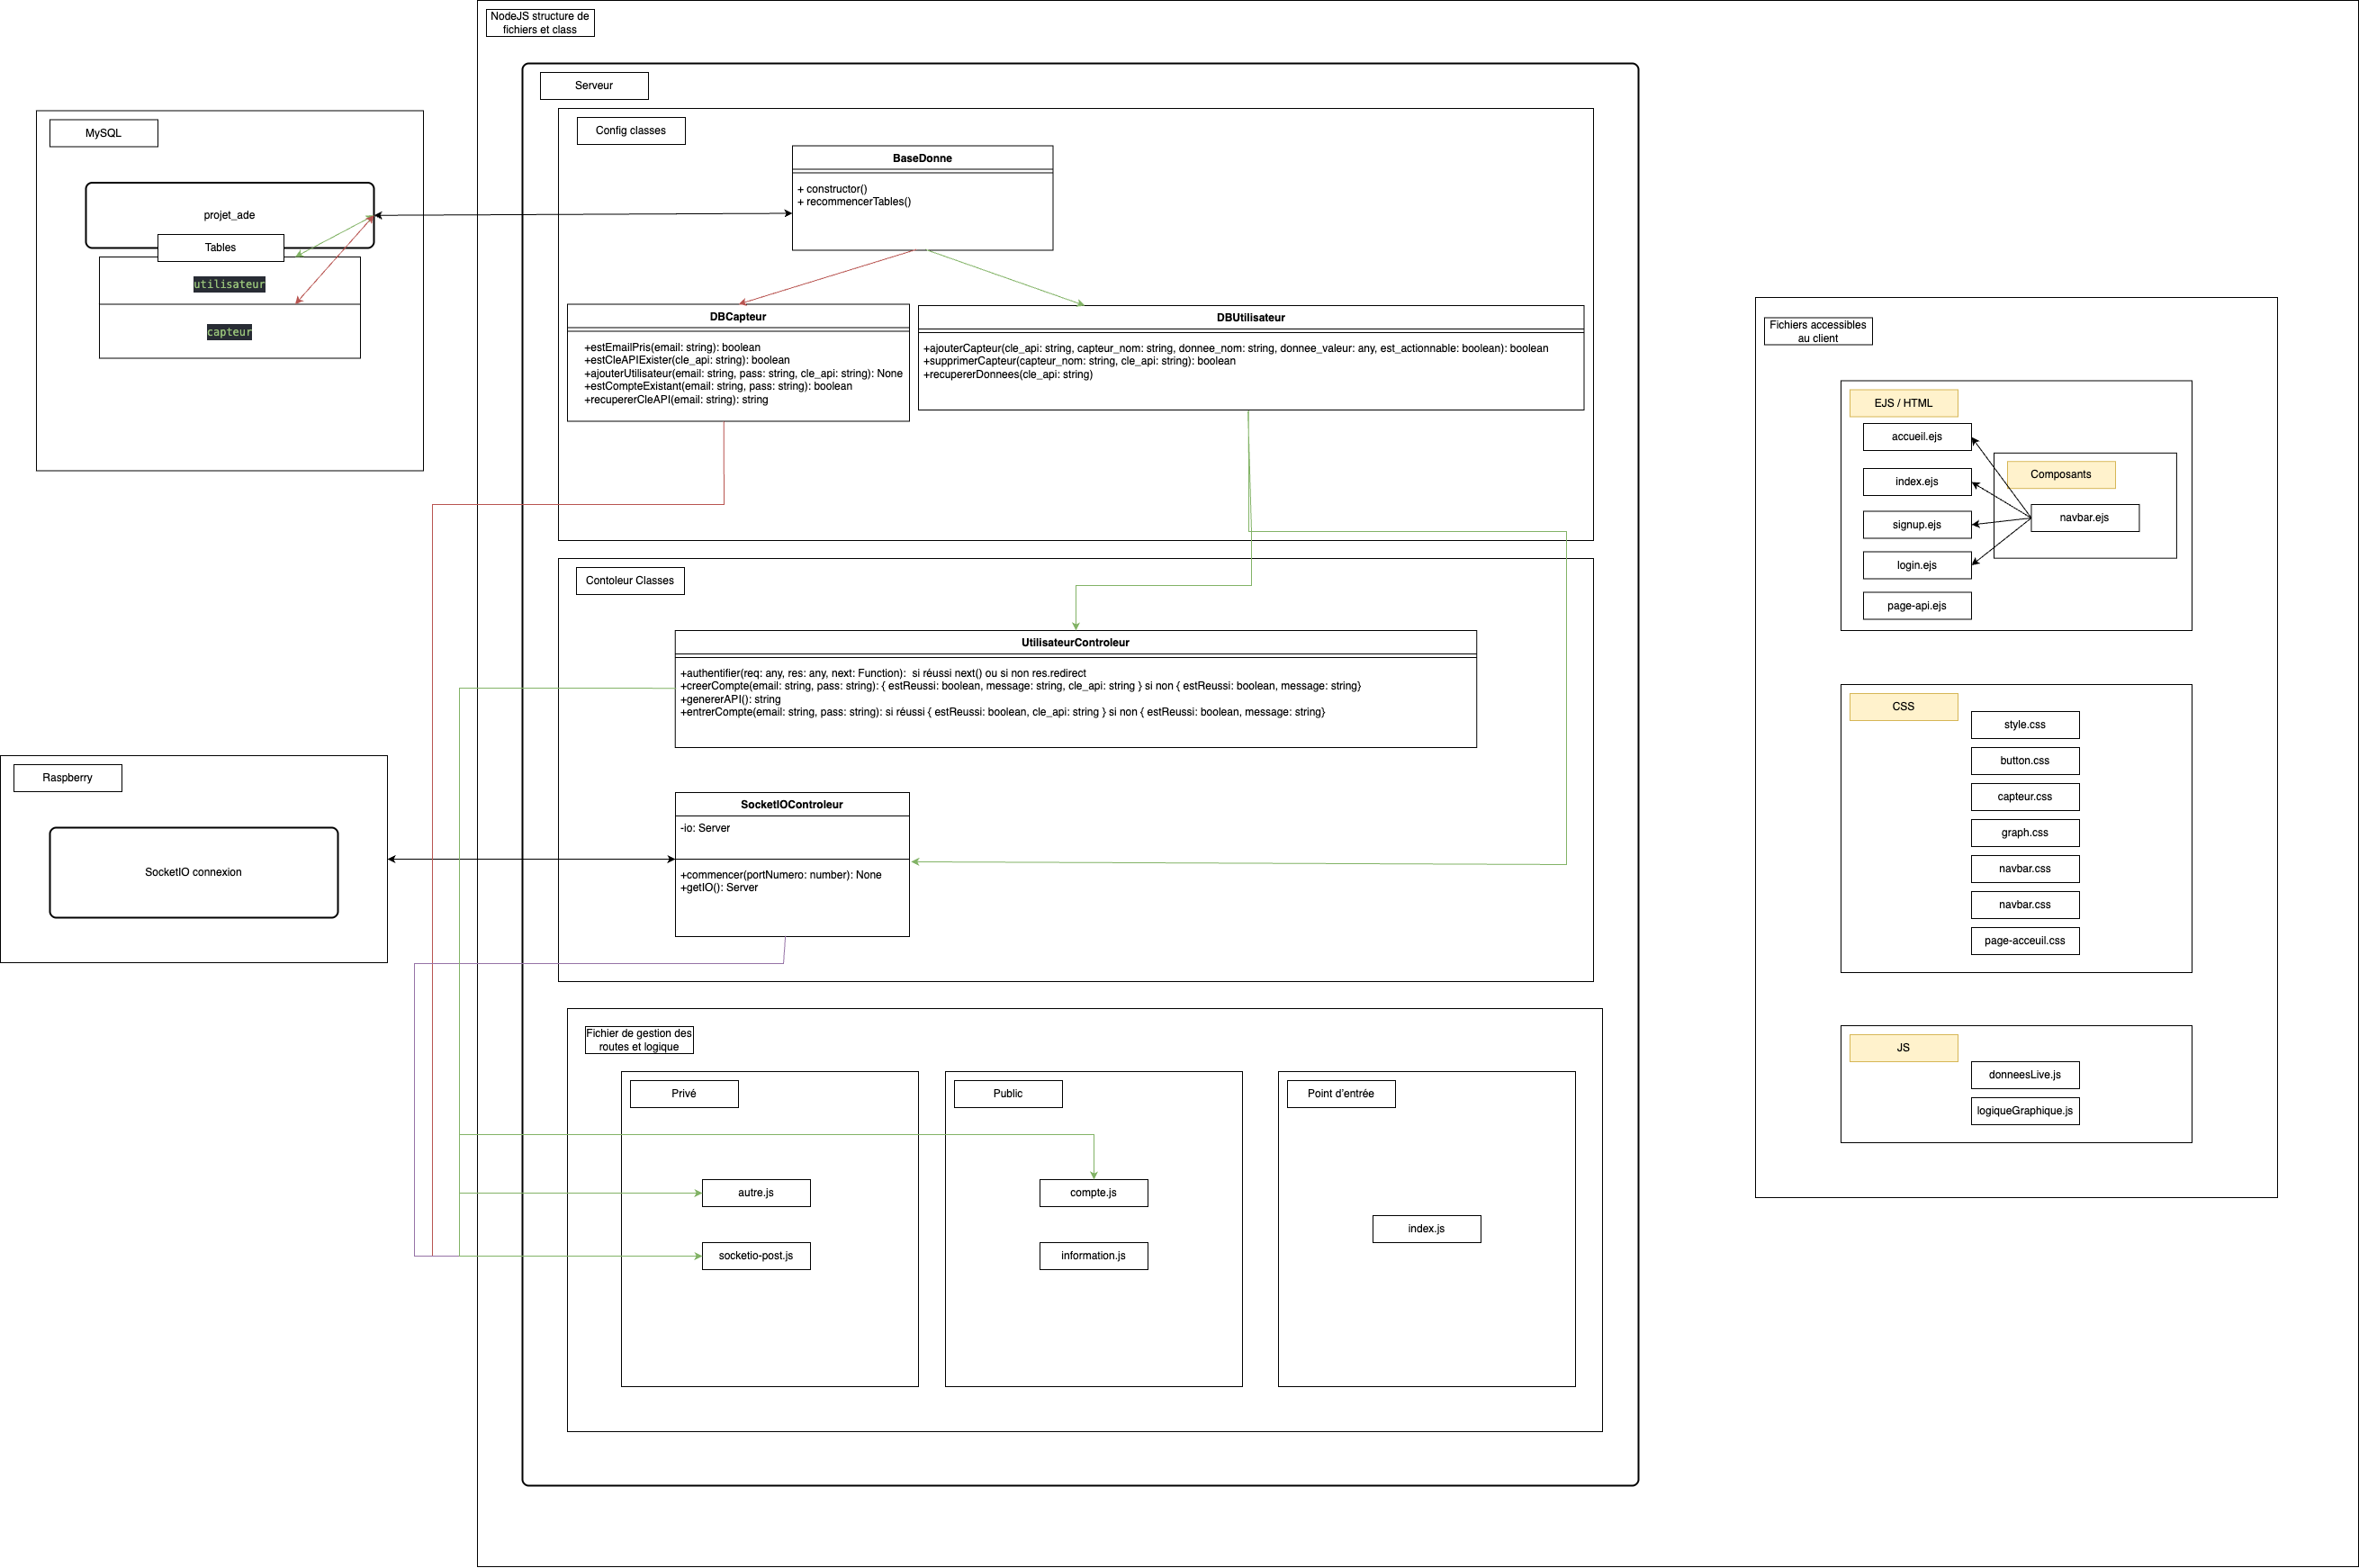 NodeJS structure de
fichiers et class
Serveur
MySQL
projet_ade
Tables
utilisateur
capteur
Config classes
BaseDonne
+ constructor()
+ recommencerTables()
DBCapteur
+estEmailPris(email: string): boolean
+estCleAPIExister(cle_api: string): boolean
+ajouterUtilisateur(email: string, pass: string, cle_api: string): None
+estCompteExistant(email: string, pass: string): boolean
+recupererCleAPI(email: string): string
DBUtilisateur
+ajouterCapteur(cle_api: string, capteur_nom: string, donnee_nom: string, donnee_valeur: any, est_actionnable: boolean): boolean
+supprimerCapteur(capteur_nom: string, cle_api: string): boolean
+recupererDonnees(cle_api: string)
Contoleur Classes
UtilisateurControleur
+authentifier(req: any, res: any, next: Function):  si réussi next() ou si non res.redirect
+creerCompte(email: string, pass: string): { estReussi: boolean, message: string, cle_api: string } si non { estReussi: boolean, message: string}
+genererAPI(): string
+entrerCompte(email: string, pass: string): si réussi { estReussi: boolean, cle_api: string } si non { estReussi: boolean, message: string}
Raspberry
SocketIO connexion
SocketIOControleur
-io: Server
+commencer(portNumero: number): None
+getIO(): Server
Fichier de gestion des
routes et logique
Privé
autre.js
socketio-post.js
Public
compte.js
information.js
Point d'entrée
index.js
Fichiers accessibles
au client
EJS / HTML
accueil.ejs
index.ejs
signup.ejs
login.ejs
page-api.ejs
Composants
navbar.ejs
CSS
style.css
button.css
capteur.css
graph.css
navbar.css
navbar.css
page-acceuil.css
JS
donneesLive.js
logiqueGraphique.js